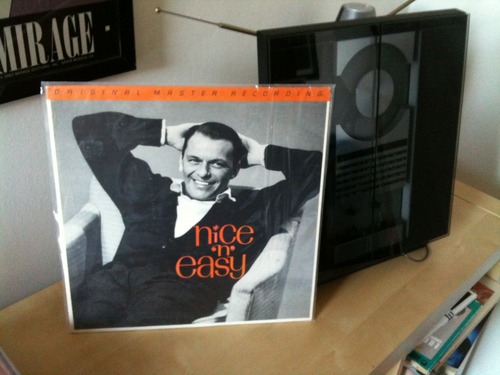 MIRAGE
ORIGINAL MASTER RECORDING
nice
•n•
easy